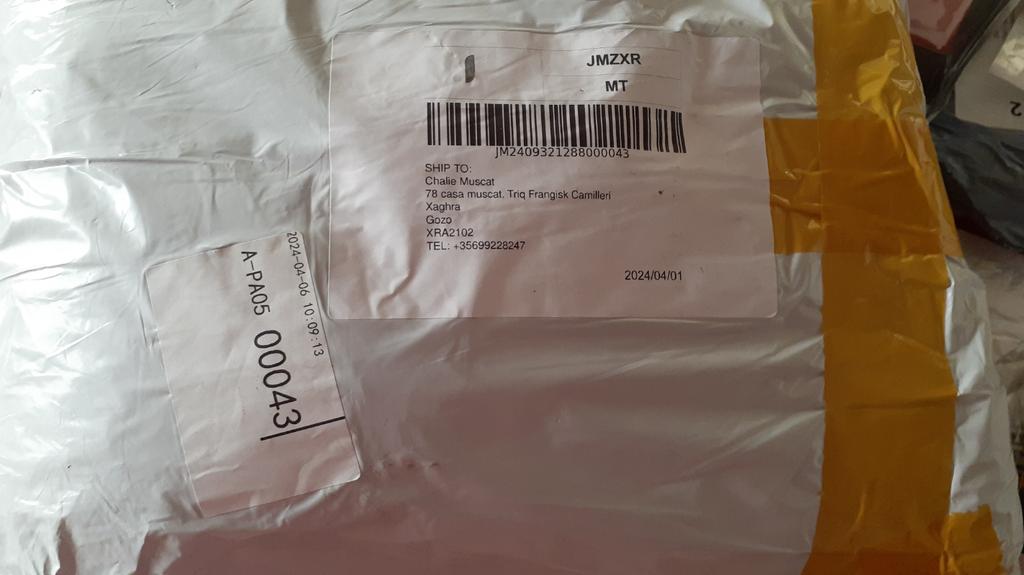 JMZXR
MT
JM2409321288000043
SHIP TO:
Chalie Muscat
78 casa muscat, Triq Frangisk Camilleri
Xaghra
Gozo
XRA2102
TEL: +35699228247
2024/04/01
2024-04-06 10:09:13
A-PA05 00043
2